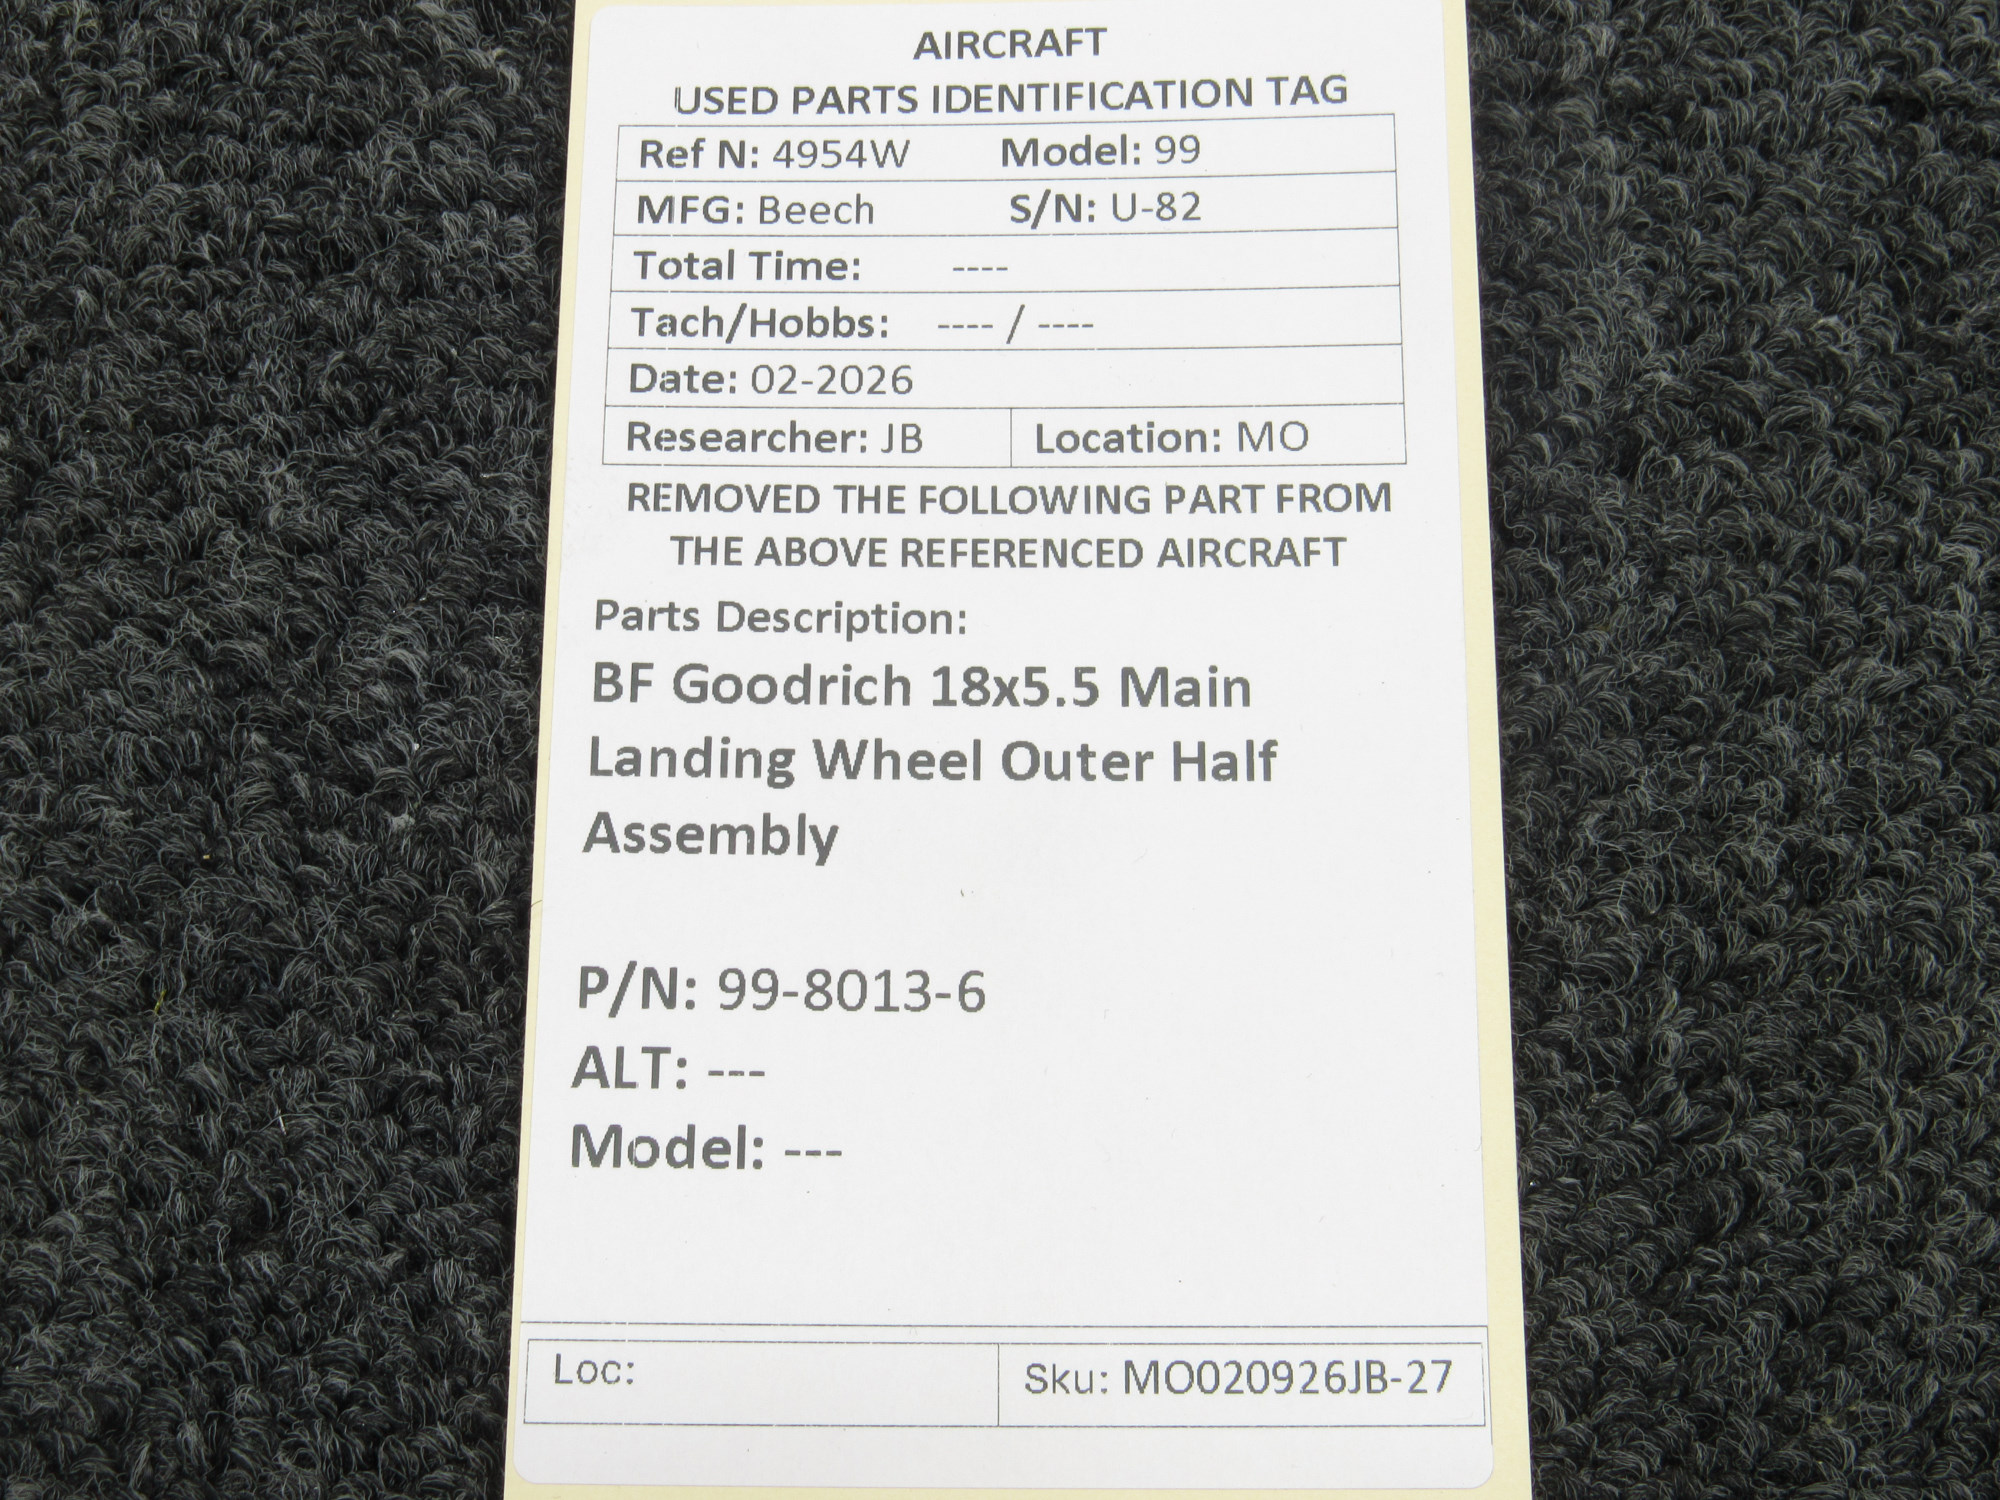 AIRCRAFT
USED PARTS IDENTIFICATION TAG
Ref N: 4954W Model: 99
MFG: Beech S/N: U-82
Total Time: ----
Tach/Hobbs: ---- / ----
Date: 02-2026
Researcher: JB Location: MO
REMOVED THE FOLLOWING PART FROM
THE ABOVE REFERENCED AIRCRAFT
Parts Description:
BF Goodrich 18x5.5 Main
Landing Wheel Outer Half
Assembly
P/N: 99-8013-6
ALT: ---
Model: ---
Loc: Sku: MO020926JB-27